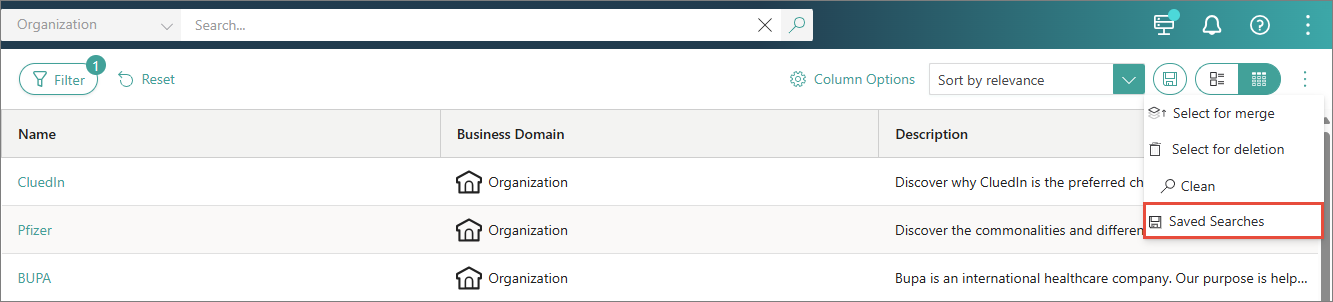 Organization Search...
1
Filter Reset Column Options Sort by relevance
Select for merge
Select for deletion
Clean
Saved Searches
Name Business Domain Description
CluedIn Organization Discover why CluedIn is the preferred ch
Pfizer Organization Discover the commonalities and differen
BUPA Organization Bupa is an international healthcare company. Our purpose is help...